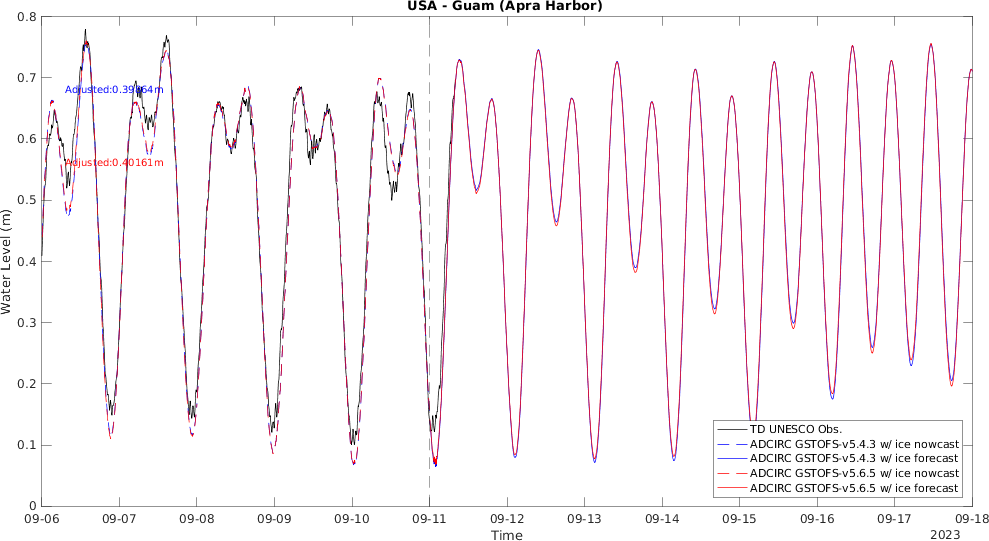 USA - Guam (Apra Harbor)
0.8
0.7
0.6
0.5
0.4
0.3
0.2
0.1
0
Water Level (m)
Adjusted:0.39864m
Adjusted:0.40161m
TD UNESCO Obs.
ADCIRC GSTOFS-v5.4.3 w/ ice nowcast
ADCIRC GSTOFS-v5.4.3 w/ ice forecast
ADCIRC GSTOFS-v5.6.5 w/ ice nowcast
ADCIRC GSTOFS-v5.6.5 w/ ice forecast
09-06 09-07 09-08 09-09 09-10 09-11 09-12 09-13 09-14 09-15 09-16 09-17 09-18
Time
2023